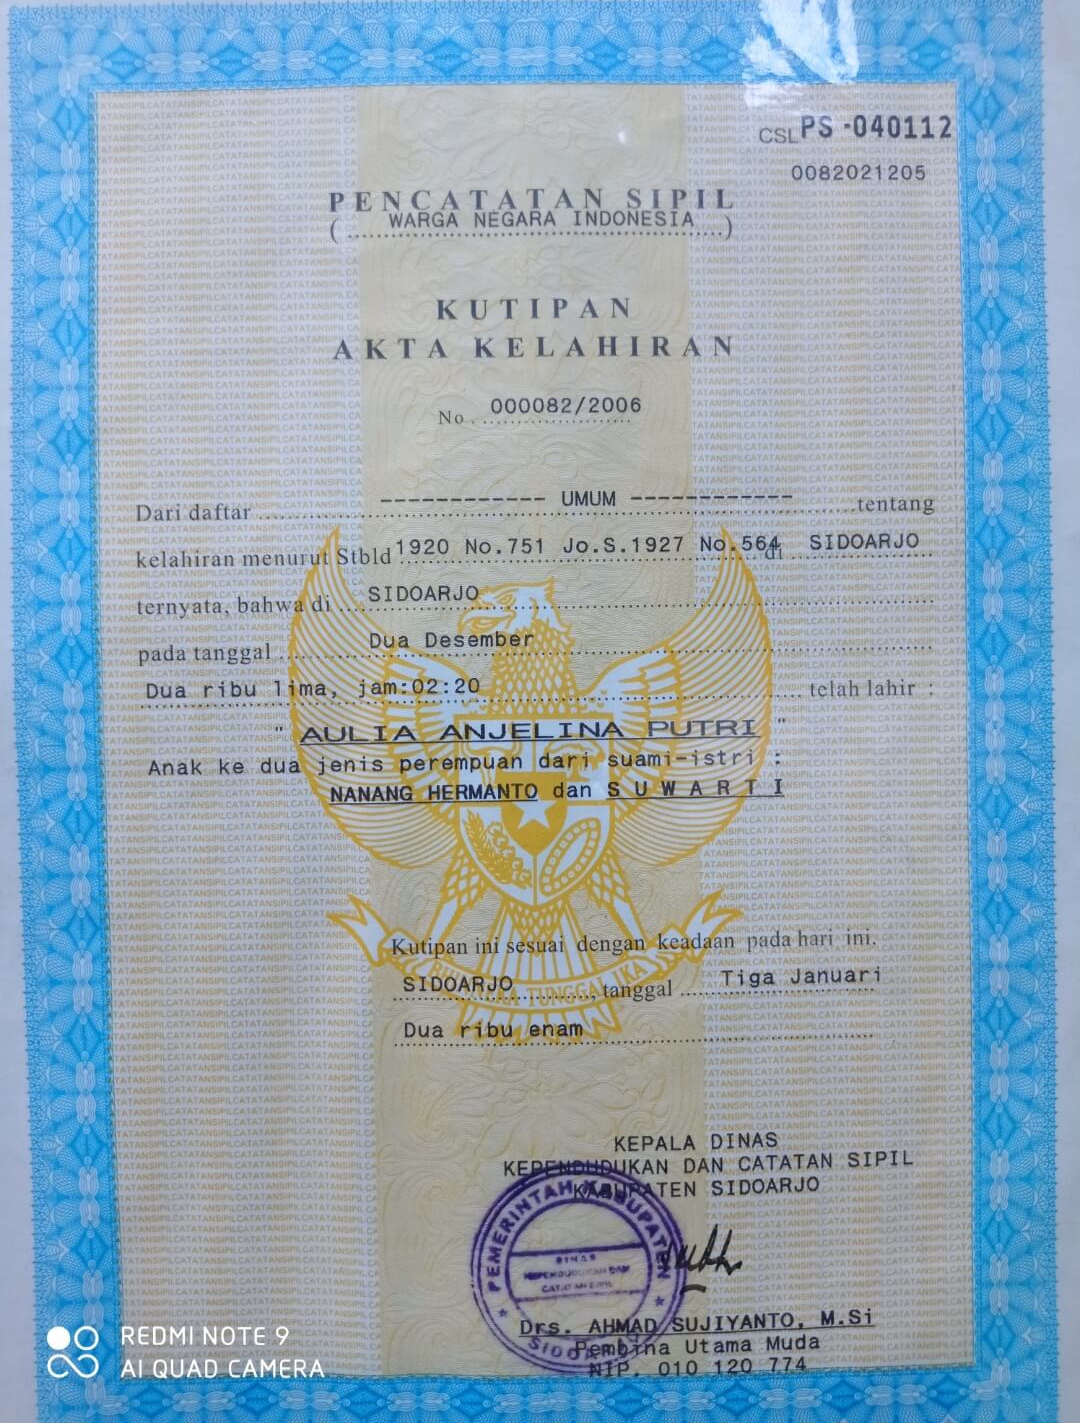 CSL PS -040112
0082021205
PENCATATAN SIPIL
( WARGA NEGARA INDONESIA )
KUTIPAN
AKTA KELAHIRAN
No. 000082/2006
Dari daftar ------------ UMUM ------------ tentang
kelahiran menurut Stbld 1920 No.751 Jo.S.1927 No.564 di SIDOARJO
ternyata, bahwa di SIDOARJO
pada tanggal Dua Desember
Dua ribu lima, jam:02:20 telah lahir :
" AULIA ANJELINA PUTRI "
Anak ke dua jenis perempuan dari suami-istri :
NANANG HERMANTO dan S U W A R T I
Kutipan ini sesuai dengan keadaan pada hari ini.
SIDOARJO, tanggal Tiga Januari
Dua ribu enam
KEPALA DINAS
KEPENDUDUKAN DAN CATATAN SIPIL
KABUPATEN SIDOARJO
PEMERINTAH KABUPATEN
DINAS
KEPENDUDUKAN DAN
CATATAN SIPIL
SIDOARJO
Drs. AHMAD SUJIYANTO, M.Si
Pembina Utama Muda
NIP. 010 120 774
REDMI NOTE 9
AI QUAD CAMERA